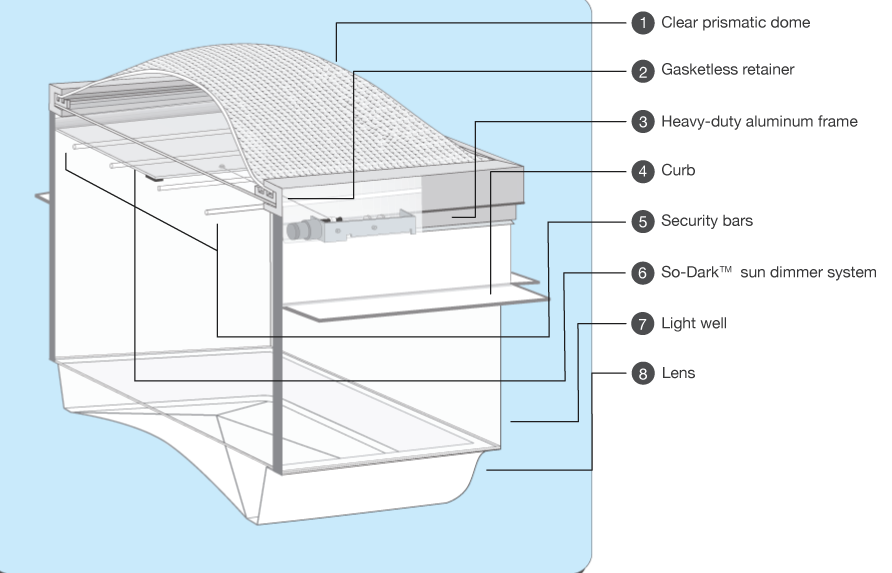 1 Clear prismatic dome
2 Gasketless retainer
3 Heavy-duty aluminum frame
4 Curb
5 Security bars
6 So-Dark™ sun dimmer system
7 Light well
8 Lens